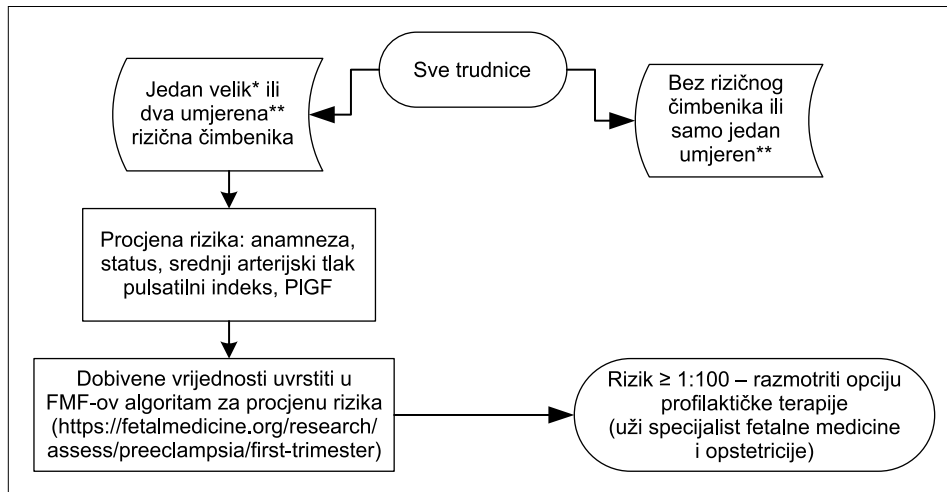 Sve trudnice
Jedan velik* ili
dva umjerena**
rizična čimbenika
Bez rizičnog
čimbenika ili
samo jedan
umjeren**
Procjena rizika: anamneza,
status, srednji arterijski tlak
pulsatilni indeks, PlGF
Dobivene vrijednosti uvrstiti u
FMF-ov algoritam za procjenu rizika
(https://fetalmedicine.org/research/
assess/preeclampsia/first-trimester)
Rizik ≥ 1:100 – razmotriti opciju
profilaktičke terapije
(uži specijalist fetalne medicine
i opstetricije)